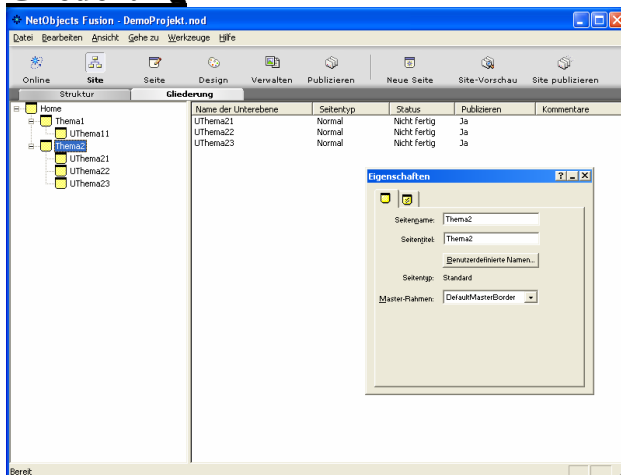 NetObjects Fusion - DemoProjekt.nod
Datei Bearbeiten Ansicht Gehe zu Werkzeuge Hilfe
Online Site Seite Design Verwalten Publizieren Neue Seite Site-Vorschau Site publizieren
Struktur Gliederung
Home
Thema1
UThema11
Thema2
UThema21
UThema22
UThema23
Name der Unterebene Seitentyp Status Publizieren Kommentare
UThema21 Normal Nicht fertig Ja
UThema22 Normal Nicht fertig Ja
UThema23 Normal Nicht fertig Ja
Eigenschaften
Seitenname: Thema2
Seitentitel: Thema2
Benutzerdefinierte Namen...
Seitentyp: Standard
Master-Rahmen: DefaultMasterBorder
Bereit